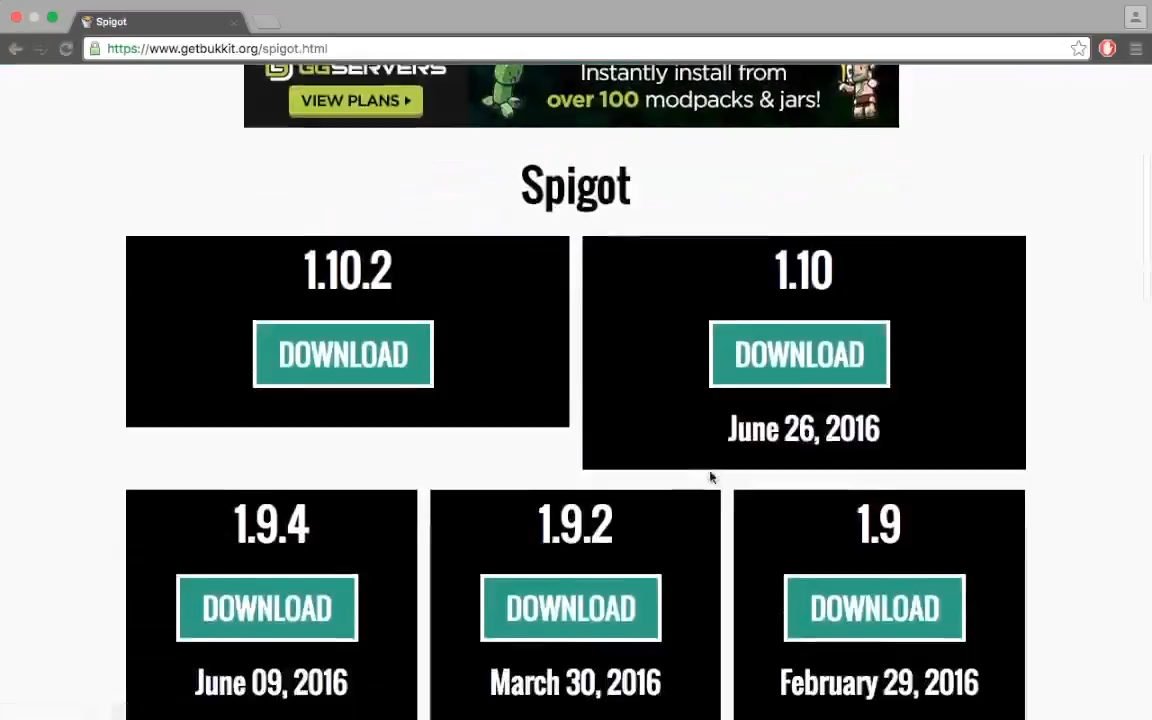 Spigot
https://www.getbukkit.org/spigot.html
GGSERVERS
VIEW PLANS
Instantly install from
over 100 modpacks & jars!
Spigot
1.10.2
DOWNLOAD
1.10
DOWNLOAD
June 26, 2016
1.9.4
DOWNLOAD
June 09, 2016
1.9.2
DOWNLOAD
March 30, 2016
1.9
DOWNLOAD
February 29, 2016